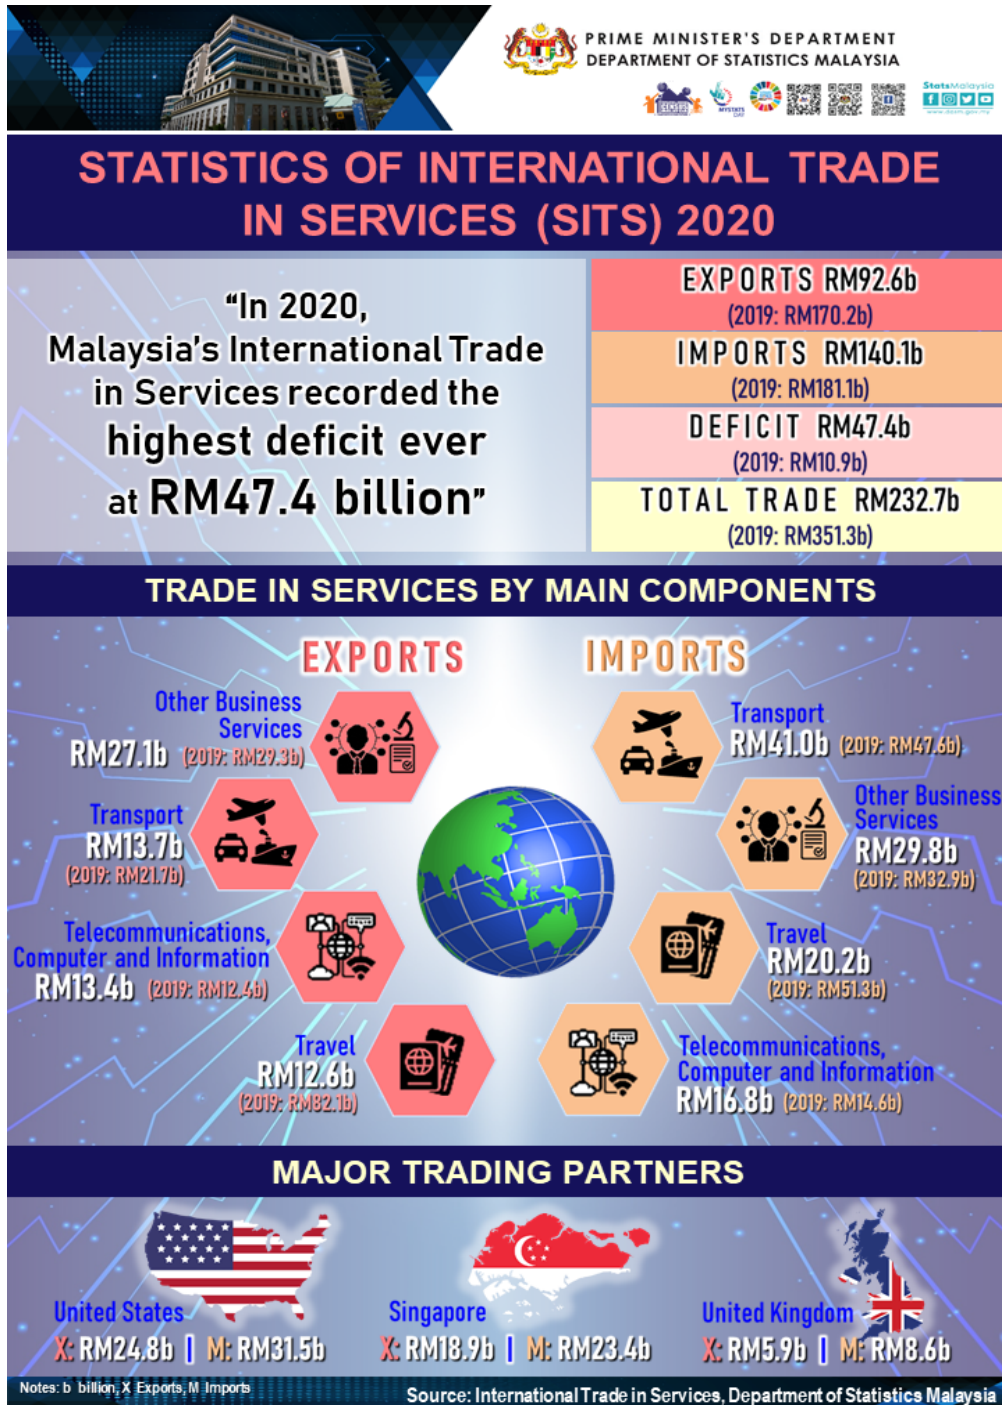 PRIME MINISTER'S DEPARTMENT
DEPARTMENT OF STATISTICS MALAYSIA
StatsMalaysia
CENSUS
MYSTATS
DAY
www.dosm.gov.my
STATISTICS OF INTERNATIONAL TRADE
IN SERVICES (SITS) 2020
“In 2020,
Malaysia's International Trade
in Services recorded the
highest deficit ever
at RM47.4 billion”
EXPORTS RM92.6b
(2019: RM170.2b)
IMPORTS RM140.1b
(2019: RM181.1b)
DEFICIT RM47.4b
(2019: RM10.9b)
TOTAL TRADE RM232.7b
(2019: RM351.3b)
TRADE IN SERVICES BY MAIN COMPONENTS
EXPORTS
Other Business
Services
RM27.1b (2019: RM29.3b)
Transport
RM13.7b
(2019: RM21.7b)
Telecommunications,
Computer and Information
RM13.4b (2019: RM12.4b)
Travel
RM12.6b
(2019: RM82.1b)
IMPORTS
Transport
RM41.0b (2019: RM47.6b)
Other Business
Services
RM29.8b
(2019: RM32.9b)
Travel
RM20.2b
(2019: RM51.3b)
Telecommunications,
Computer and Information
RM16.8b (2019: RM14.6b)
MAJOR TRADING PARTNERS
United States
X: RM24.8b | M: RM31.5b
Singapore
X: RM18.9b | M: RM23.4b
United Kingdom
X: RM5.9b | M: RM8.6b
Notes: b billion, X Exports, M Imports
Source: International Trade in Services, Department of Statistics Malaysia